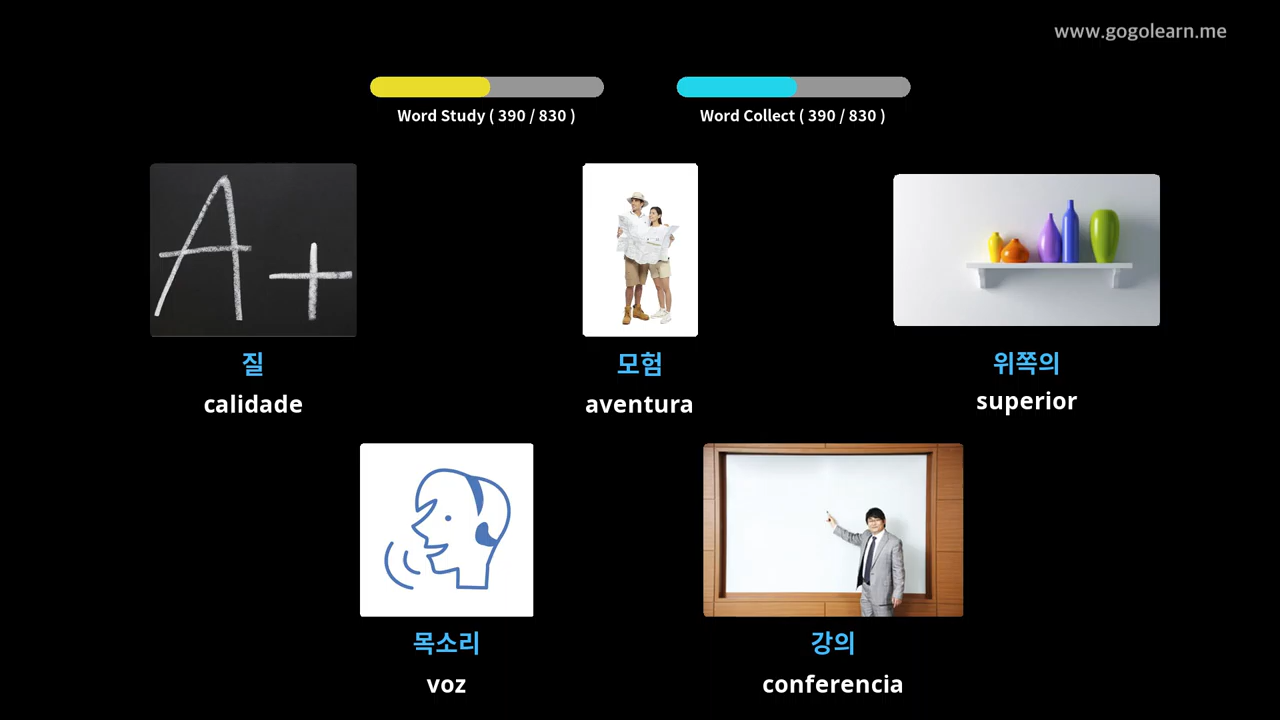 www.gogolearn.me
Word Study ( 390 / 830 )
Word Collect ( 390 / 830 )
A+
질
calidade
모험
aventura
위쪽의
superior
목소리
voz
강의
conferencia